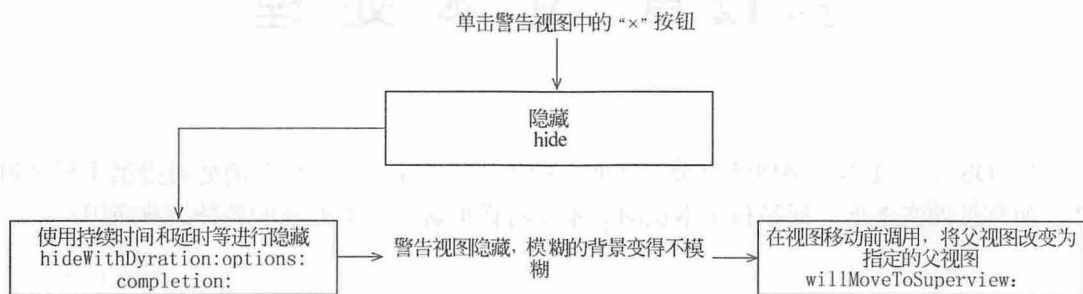 单击警告视图中的“×”按钮
隐藏
hide
使用持续时间和延时等进行隐藏
hideWithDyration:options:
completion:
警告视图隐藏，模糊的背景变得不模
糊
在视图移动前调用，将父视图改变为
指定的父视图
willMoveToSuperview: